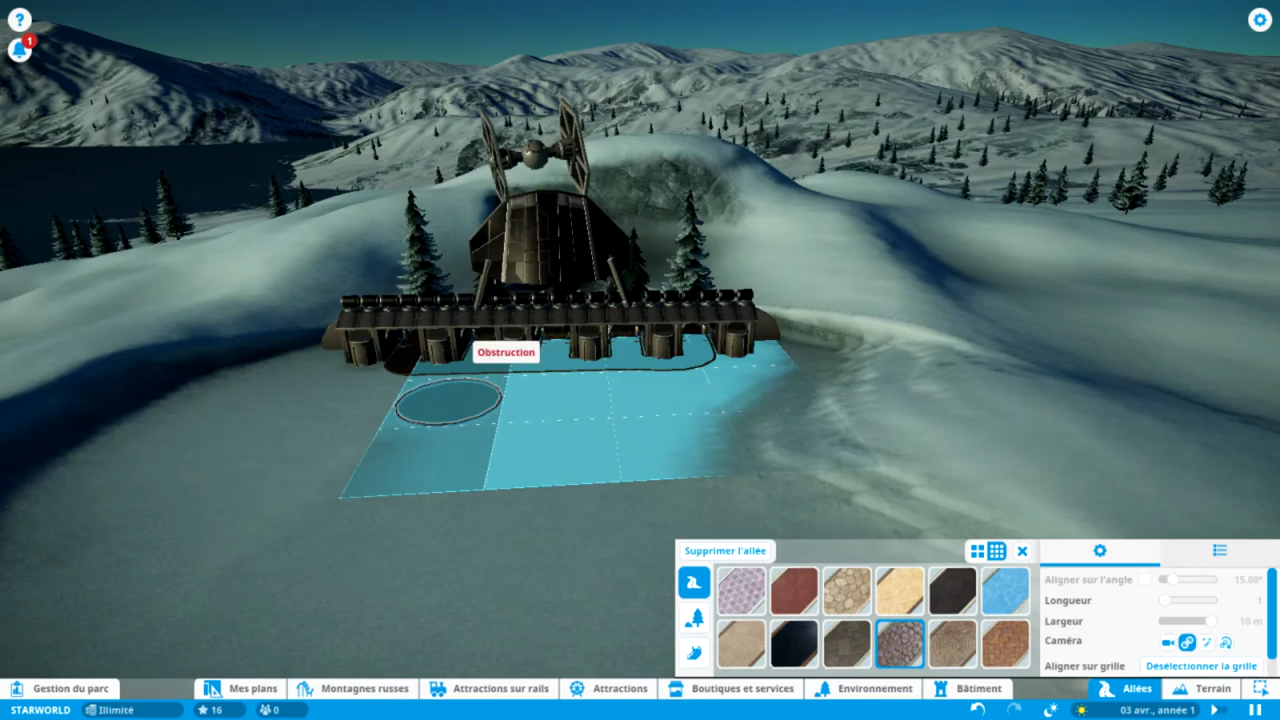 ?
1
Obstruction
Supprimer l'allée
Aligner sur l'angle 15.00°
Longueur 1
Largeur 10 m
Caméra
Aligner sur grille Désélectionner la grille
Gestion du parc Mes plans Montagnes russes Attractions sur rails Attractions Boutiques et services Environnement Bâtiment Allées Terrain
STARWORLD Illimité 16 0 03 avr., année 1